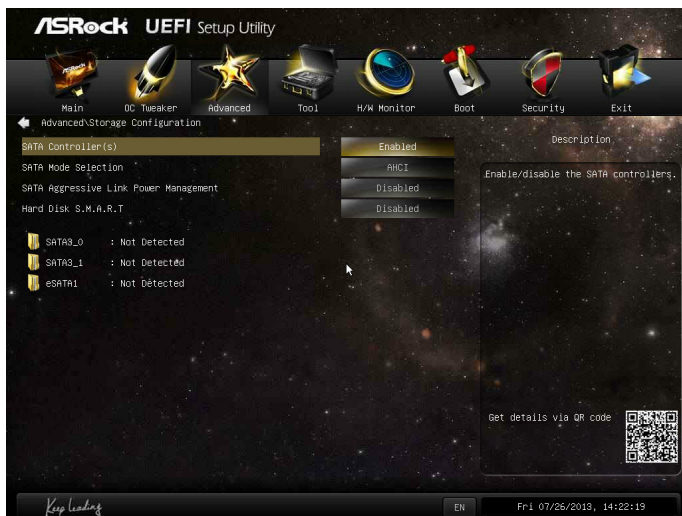 ASRock UEFI Setup Utility
ASRock
Main OC Tweaker Advanced Tool H/W Monitor Boot Security Exit
Advanced\Storage Configuration
Description
SATA Controller(s) Enabled
SATA Mode Selection AHCI
Enable/disable the SATA controllers.
SATA Aggressive Link Power Management Disabled
Hard Disk S.M.A.R.T Disabled
SATA3_0 : Not Detected
SATA3_1 : Not Detected
eSATA1 : Not Detected
Get details via QR code
Keep Leading
EN
Fri 07/26/2013, 14:22:19